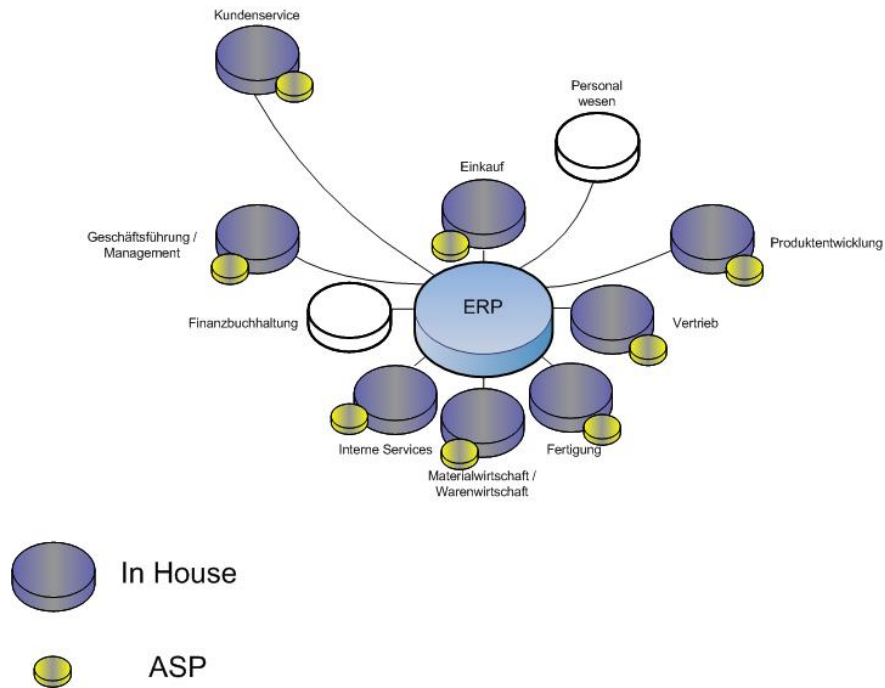 Kundenservice
Personal
wesen
Einkauf
Geschäftsführung /
Management
Produktentwicklung
ERP
Finanzbuchhaltung
Vertrieb
Interne Services
Fertigung
Materialwirtschaft /
Warenwirtschaft
In House
ASP